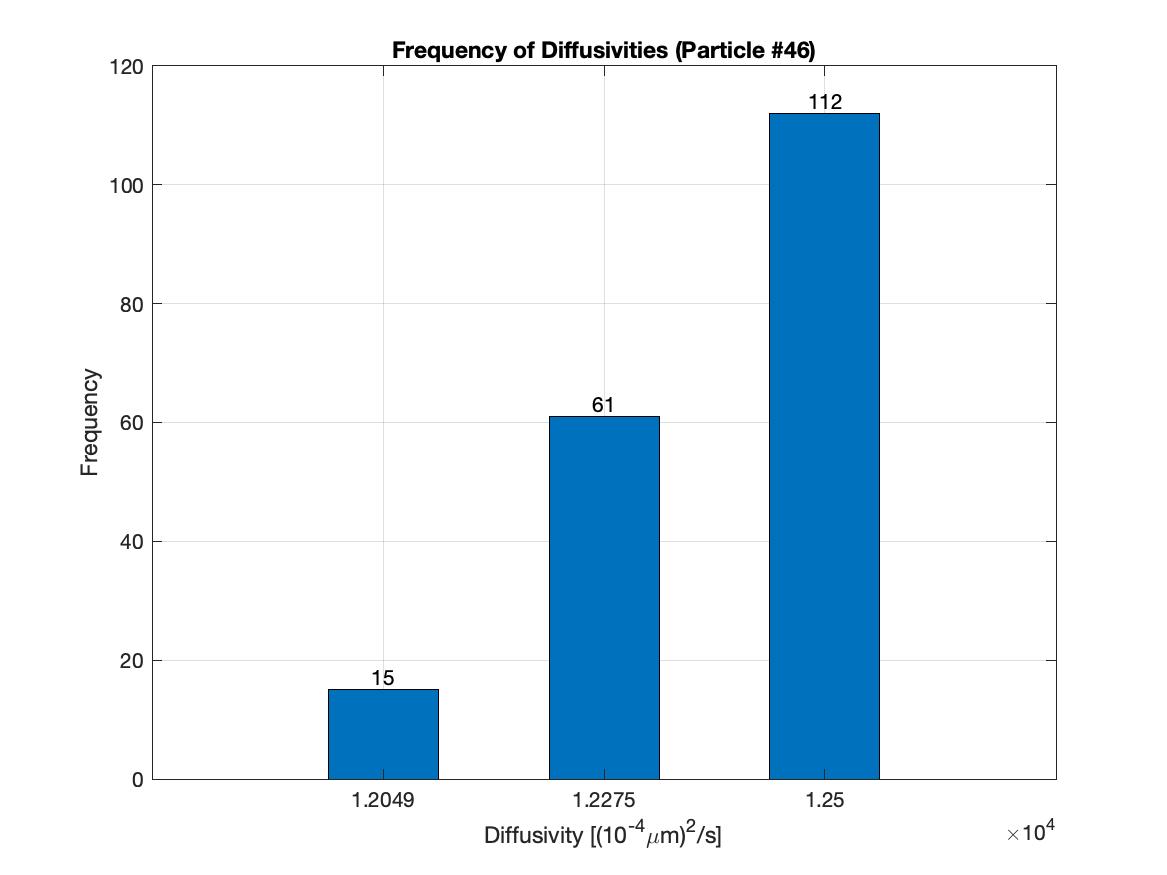 Frequency of Diffusivities (Particle #46)
120
100
80
60
40
20
0
Frequency
112
61
15
1.2049 1.2275 1.25
Diffusivity [(10⁻⁴μm)²/s]
×10⁴